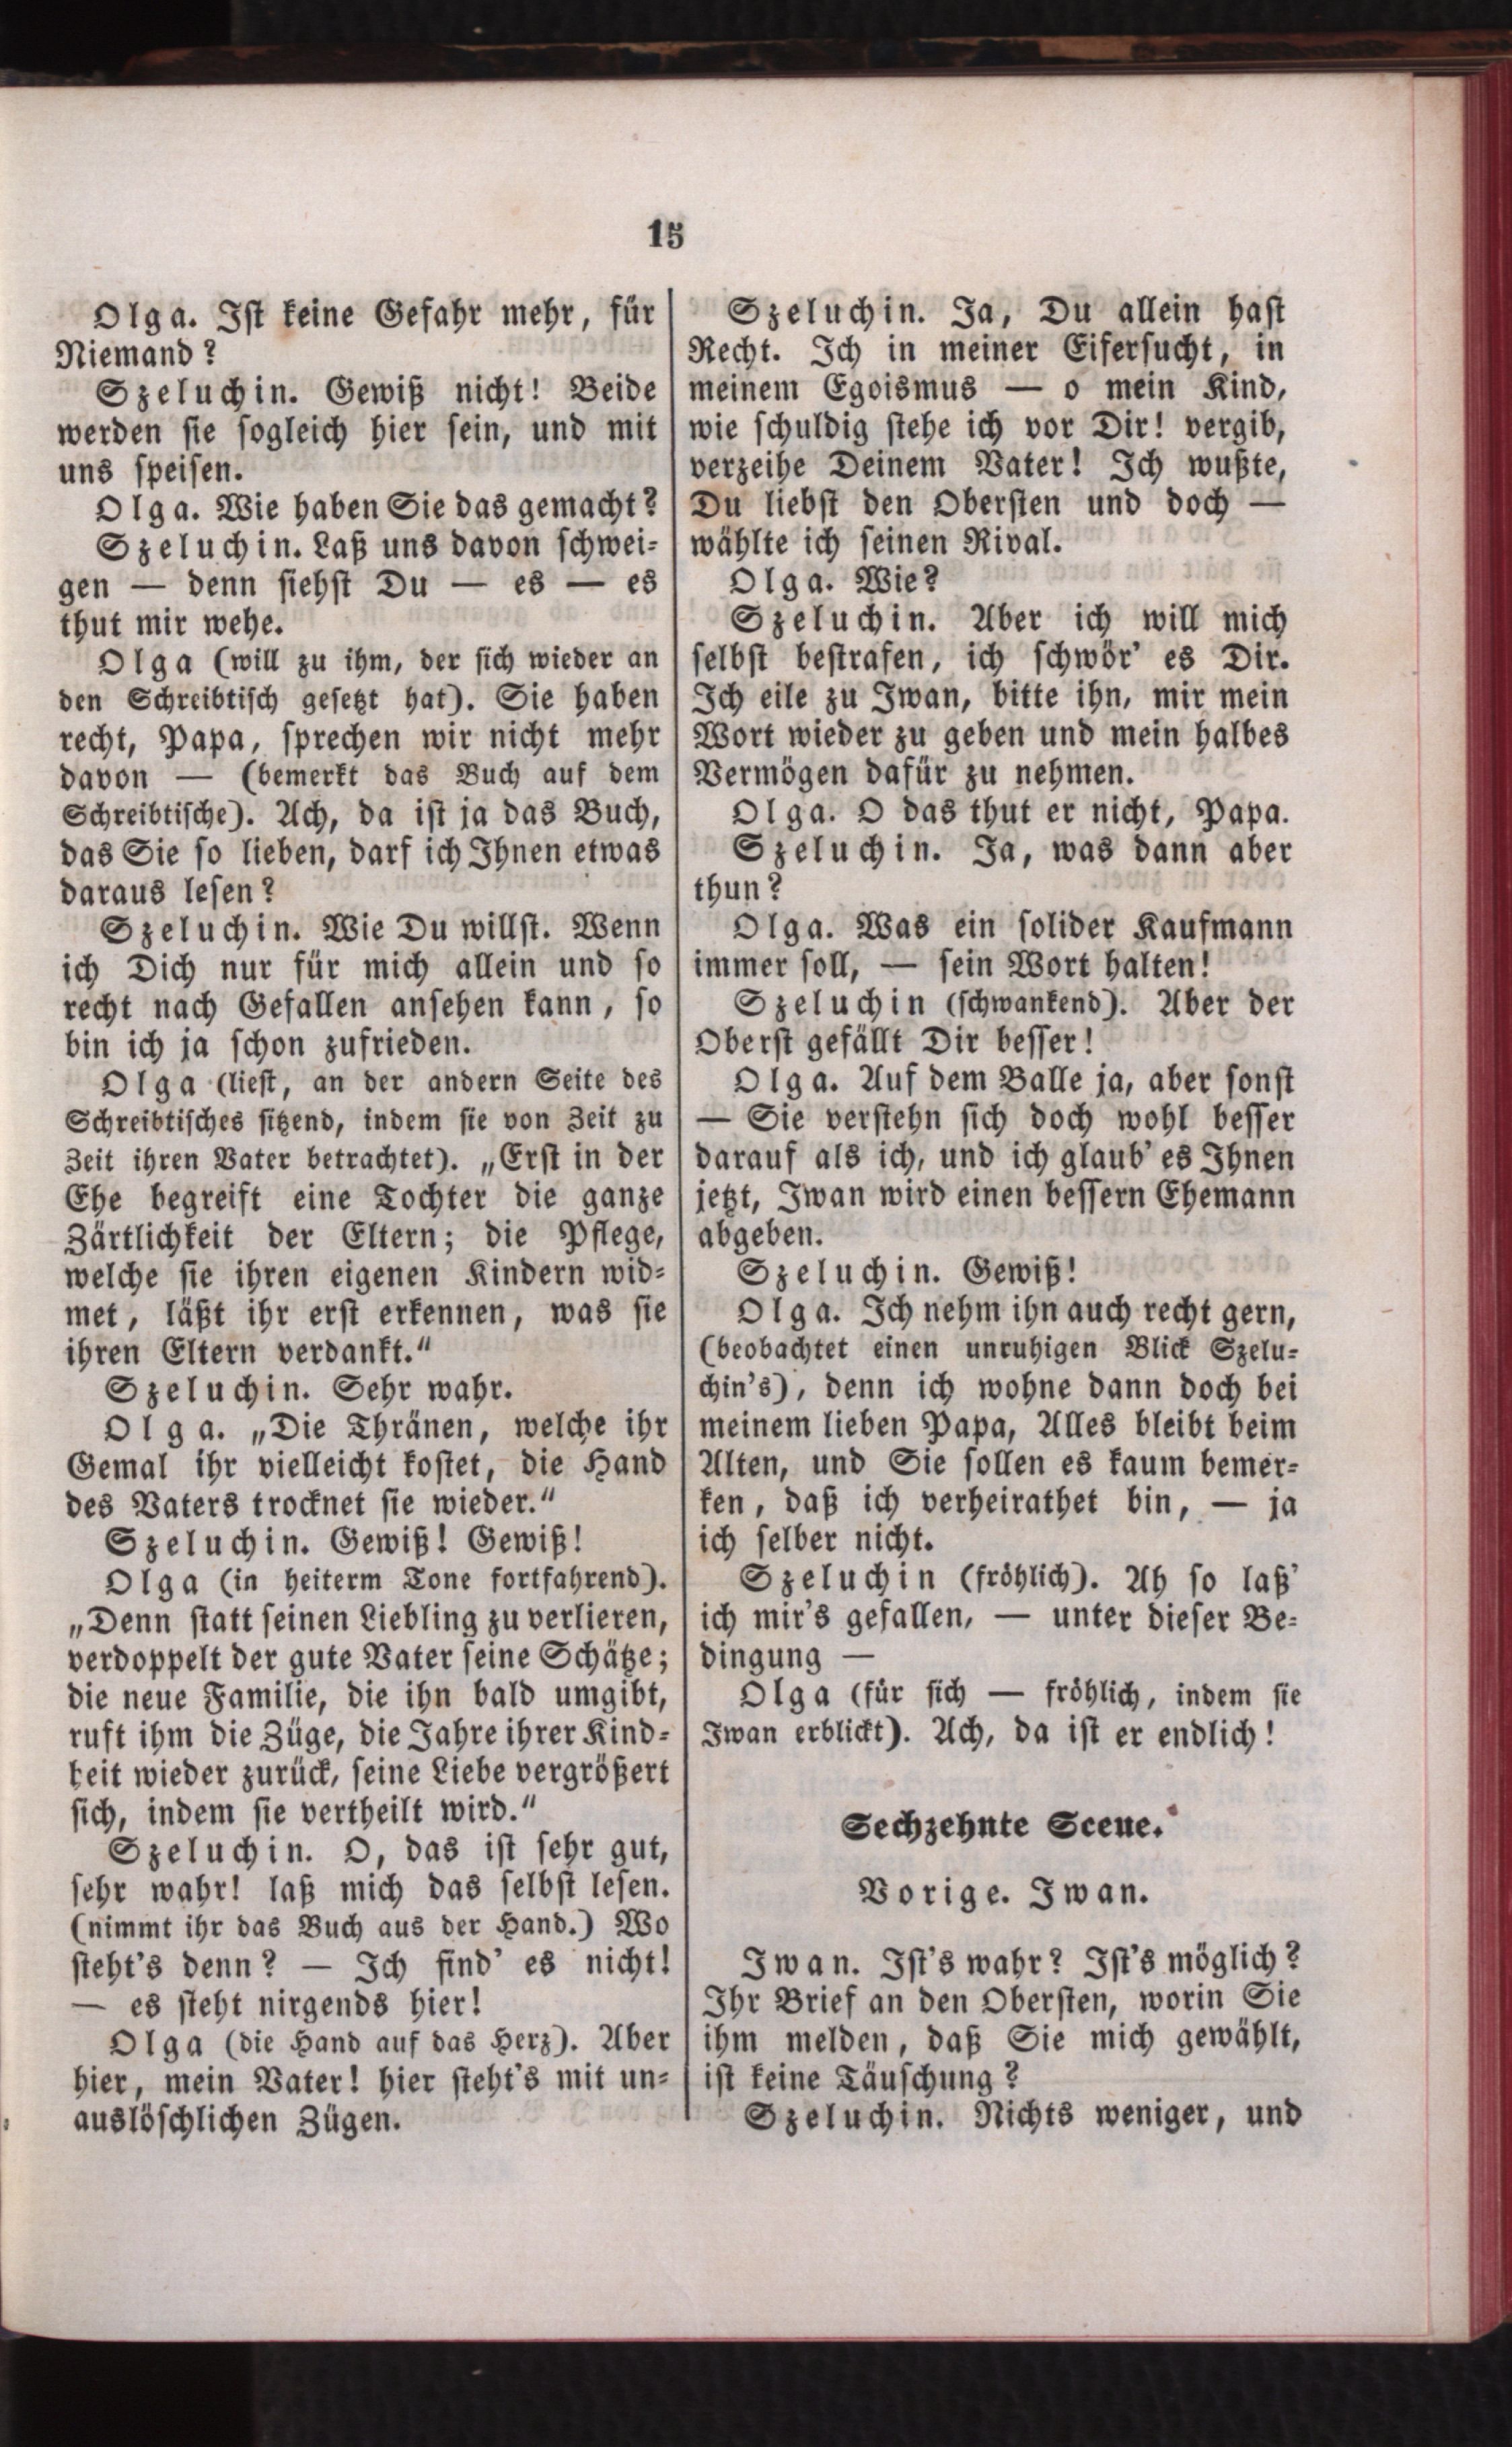 15
Olga. Ist keine Gefahr mehr, für
Niemand?
Szeluchin. Gewiß nicht! Beide
werden sie sogleich hier sein, und mit
uns speisen.
Olga. Wie haben Sie das gemacht?
Szeluchin. Laß uns davon schwei-
gen — denn siehst Du — es — es
thut mir wehe.
Olga (will zu ihm, der sich wieder an
den Schreibtisch gesetzt hat). Sie haben
recht, Papa, sprechen wir nicht mehr
davon — (bemerkt das Buch auf dem
Schreibtische). Ach, da ist ja das Buch,
das Sie so lieben, darf ich Ihnen etwas
daraus lesen?
Szeluchin. Wie Du willst. Wenn
ich Dich nur für mich allein und so
recht nach Gefallen ansehen kann, so
bin ich ja schon zufrieden.
Olga (liest, an der andern Seite des
Schreibtisches sitzend, indem sie von Zeit zu
Zeit ihren Vater betrachtet). „Erst in der
Ehe begreift eine Tochter die ganze
Zärtlichkeit der Eltern; die Pflege,
welche sie ihren eigenen Kindern wid-
met, läßt ihr erst erkennen, was sie
ihren Eltern verdankt.“
Szeluchin. Sehr wahr.
Olga. „Die Thränen, welche ihr
Gemal ihr vielleicht kostet, die Hand
des Vaters trocknet sie wieder.“
Szeluchin. Gewiß! Gewiß!
Olga (in heiterm Tone fortfahrend).
„Denn statt seinen Liebling zu verlieren,
verdoppelt der gute Vater seine Schätze;
die neue Familie, die ihn bald umgibt,
ruft ihm die Züge, die Jahre ihrer Kind-
heit wieder zurück, seine Liebe vergrößert
sich, indem sie vertheilt wird.“
Szeluchin. O, das ist sehr gut,
sehr wahr! laß mich das selbst lesen.
(nimmt ihr das Buch aus der Hand.) Wo
steht's denn? — Ich find' es nicht!
— es steht nirgends hier!
Olga (die Hand auf das Herz). Aber
hier, mein Vater! hier steht's mit un-
auslöschlichen Zügen.
Szeluchin. Ja, Du allein hast
Recht. Ich in meiner Eifersucht, in
meinem Egoismus — o mein Kind,
wie schuldig stehe ich vor Dir! vergib,
verzeihe Deinem Vater! Ich wußte,
Du liebst den Obersten und doch —
wählte ich seinen Rival.
Olga. Wie?
Szeluchin. Aber ich will mich
selbst bestrafen, ich schwör' es Dir.
Ich eile zu Iwan, bitte ihn, mir mein
Wort wieder zu geben und mein halbes
Vermögen dafür zu nehmen.
Olga. O das thut er nicht, Papa.
Szeluchin. Ja, was dann aber
thun?
Olga. Was ein solider Kaufmann
immer soll, — sein Wort halten!
Szeluchin (schwankend). Aber der
Oberst gefällt Dir besser!
Olga. Auf dem Balle ja, aber sonst
— Sie verstehn sich doch wohl besser
darauf als ich, und ich glaub' es Ihnen
jetzt, Iwan wird einen bessern Ehemann
abgeben.
Szeluchin. Gewiß!
Olga. Ich nehm ihn auch recht gern,
(beobachtet einen unruhigen Blick Szelu-
chin's), denn ich wohne dann doch bei
meinem lieben Papa, Alles bleibt beim
Alten, und Sie sollen es kaum bemer-
ken, daß ich verheirathet bin, — ja
ich selber nicht.
Szeluchin (fröhlich). Ah so laß'
ich mir's gefallen, — unter dieser Be-
dingung —
Olga (für sich — fröhlich, indem sie
Iwan erblickt). Ach, da ist er endlich!
Sechzehnte Scene.
Vorige. Iwan.
Iwan. Ist's wahr? Ist's möglich?
Ihr Brief an den Obersten, worin Sie
ihm melden, daß Sie mich gewählt,
ist keine Täuschung?
Szeluchin. Nichts weniger, und